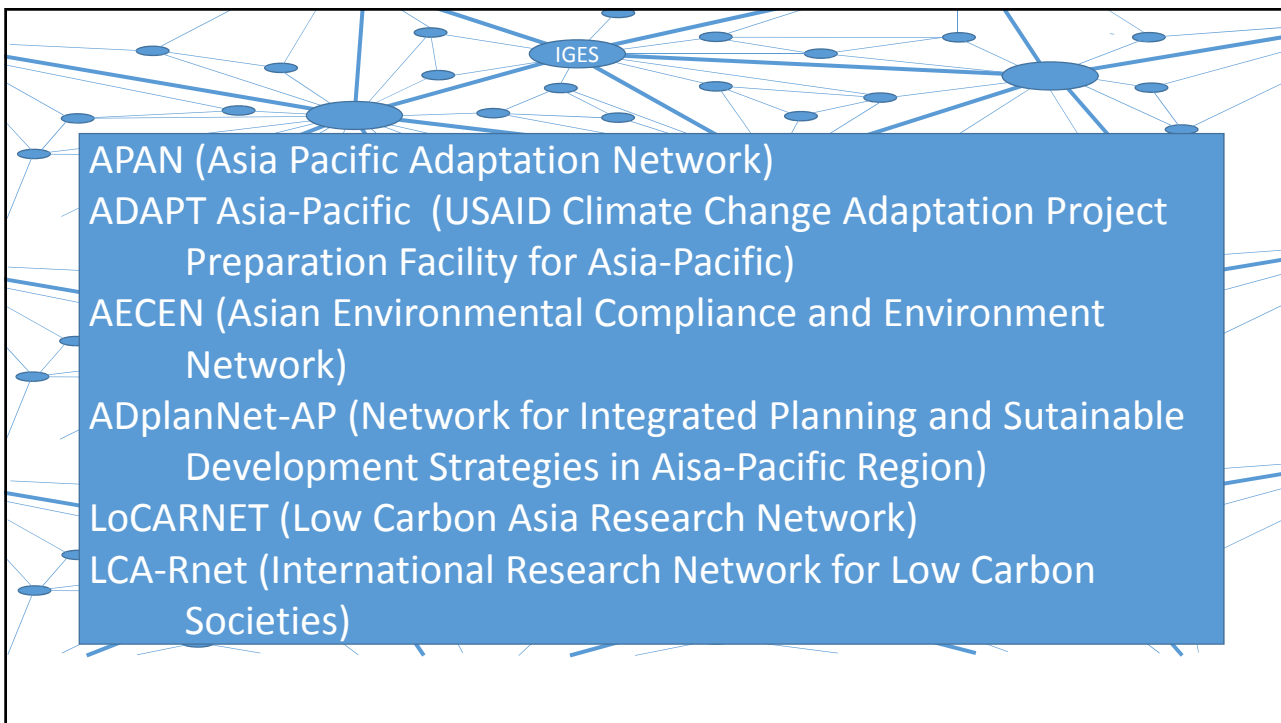 IGES
APAN (Asia Pacific Adaptation Network)
ADAPT Asia-Pacific  (USAID Climate Change Adaptation Project
Preparation Facility for Asia-Pacific)
AECEN (Asian Environmental Compliance and Environment
Network)
ADplanNet-AP (Network for Integrated Planning and Sutainable
Development Strategies in Aisa-Pacific Region)
LoCARNET (Low Carbon Asia Research Network)
LCA-Rnet (International Research Network for Low Carbon
Societies)